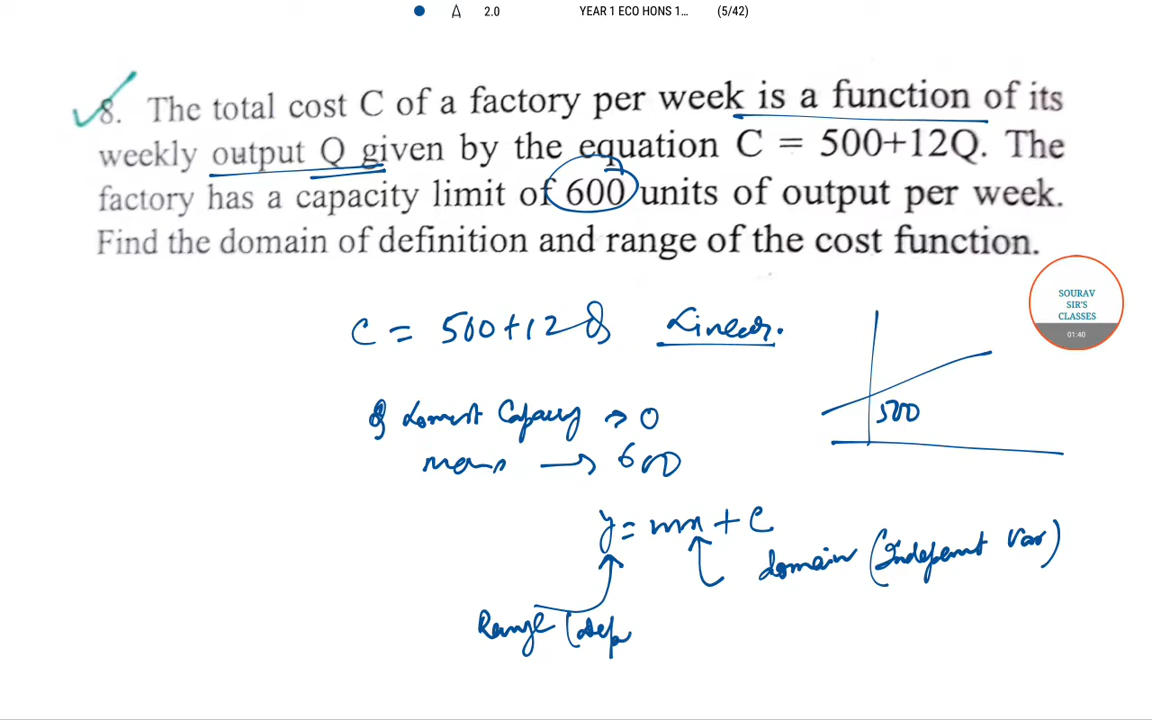 2.0 YEAR 1 ECO HONS 1... (5/42)
8. The total cost C of a factory per week is a function of its
weekly output Q given by the equation C = 500+12Q. The
factory has a capacity limit of 600 units of output per week.
Find the domain of definition and range of the cost function.
SOURAV
SIR'S
CLASSES
01:40
C = 500+12Q Linear.
500
Lowest Capacity → 0
→ 600
y = mx + c
domain (Indepent Var)
Range (dep